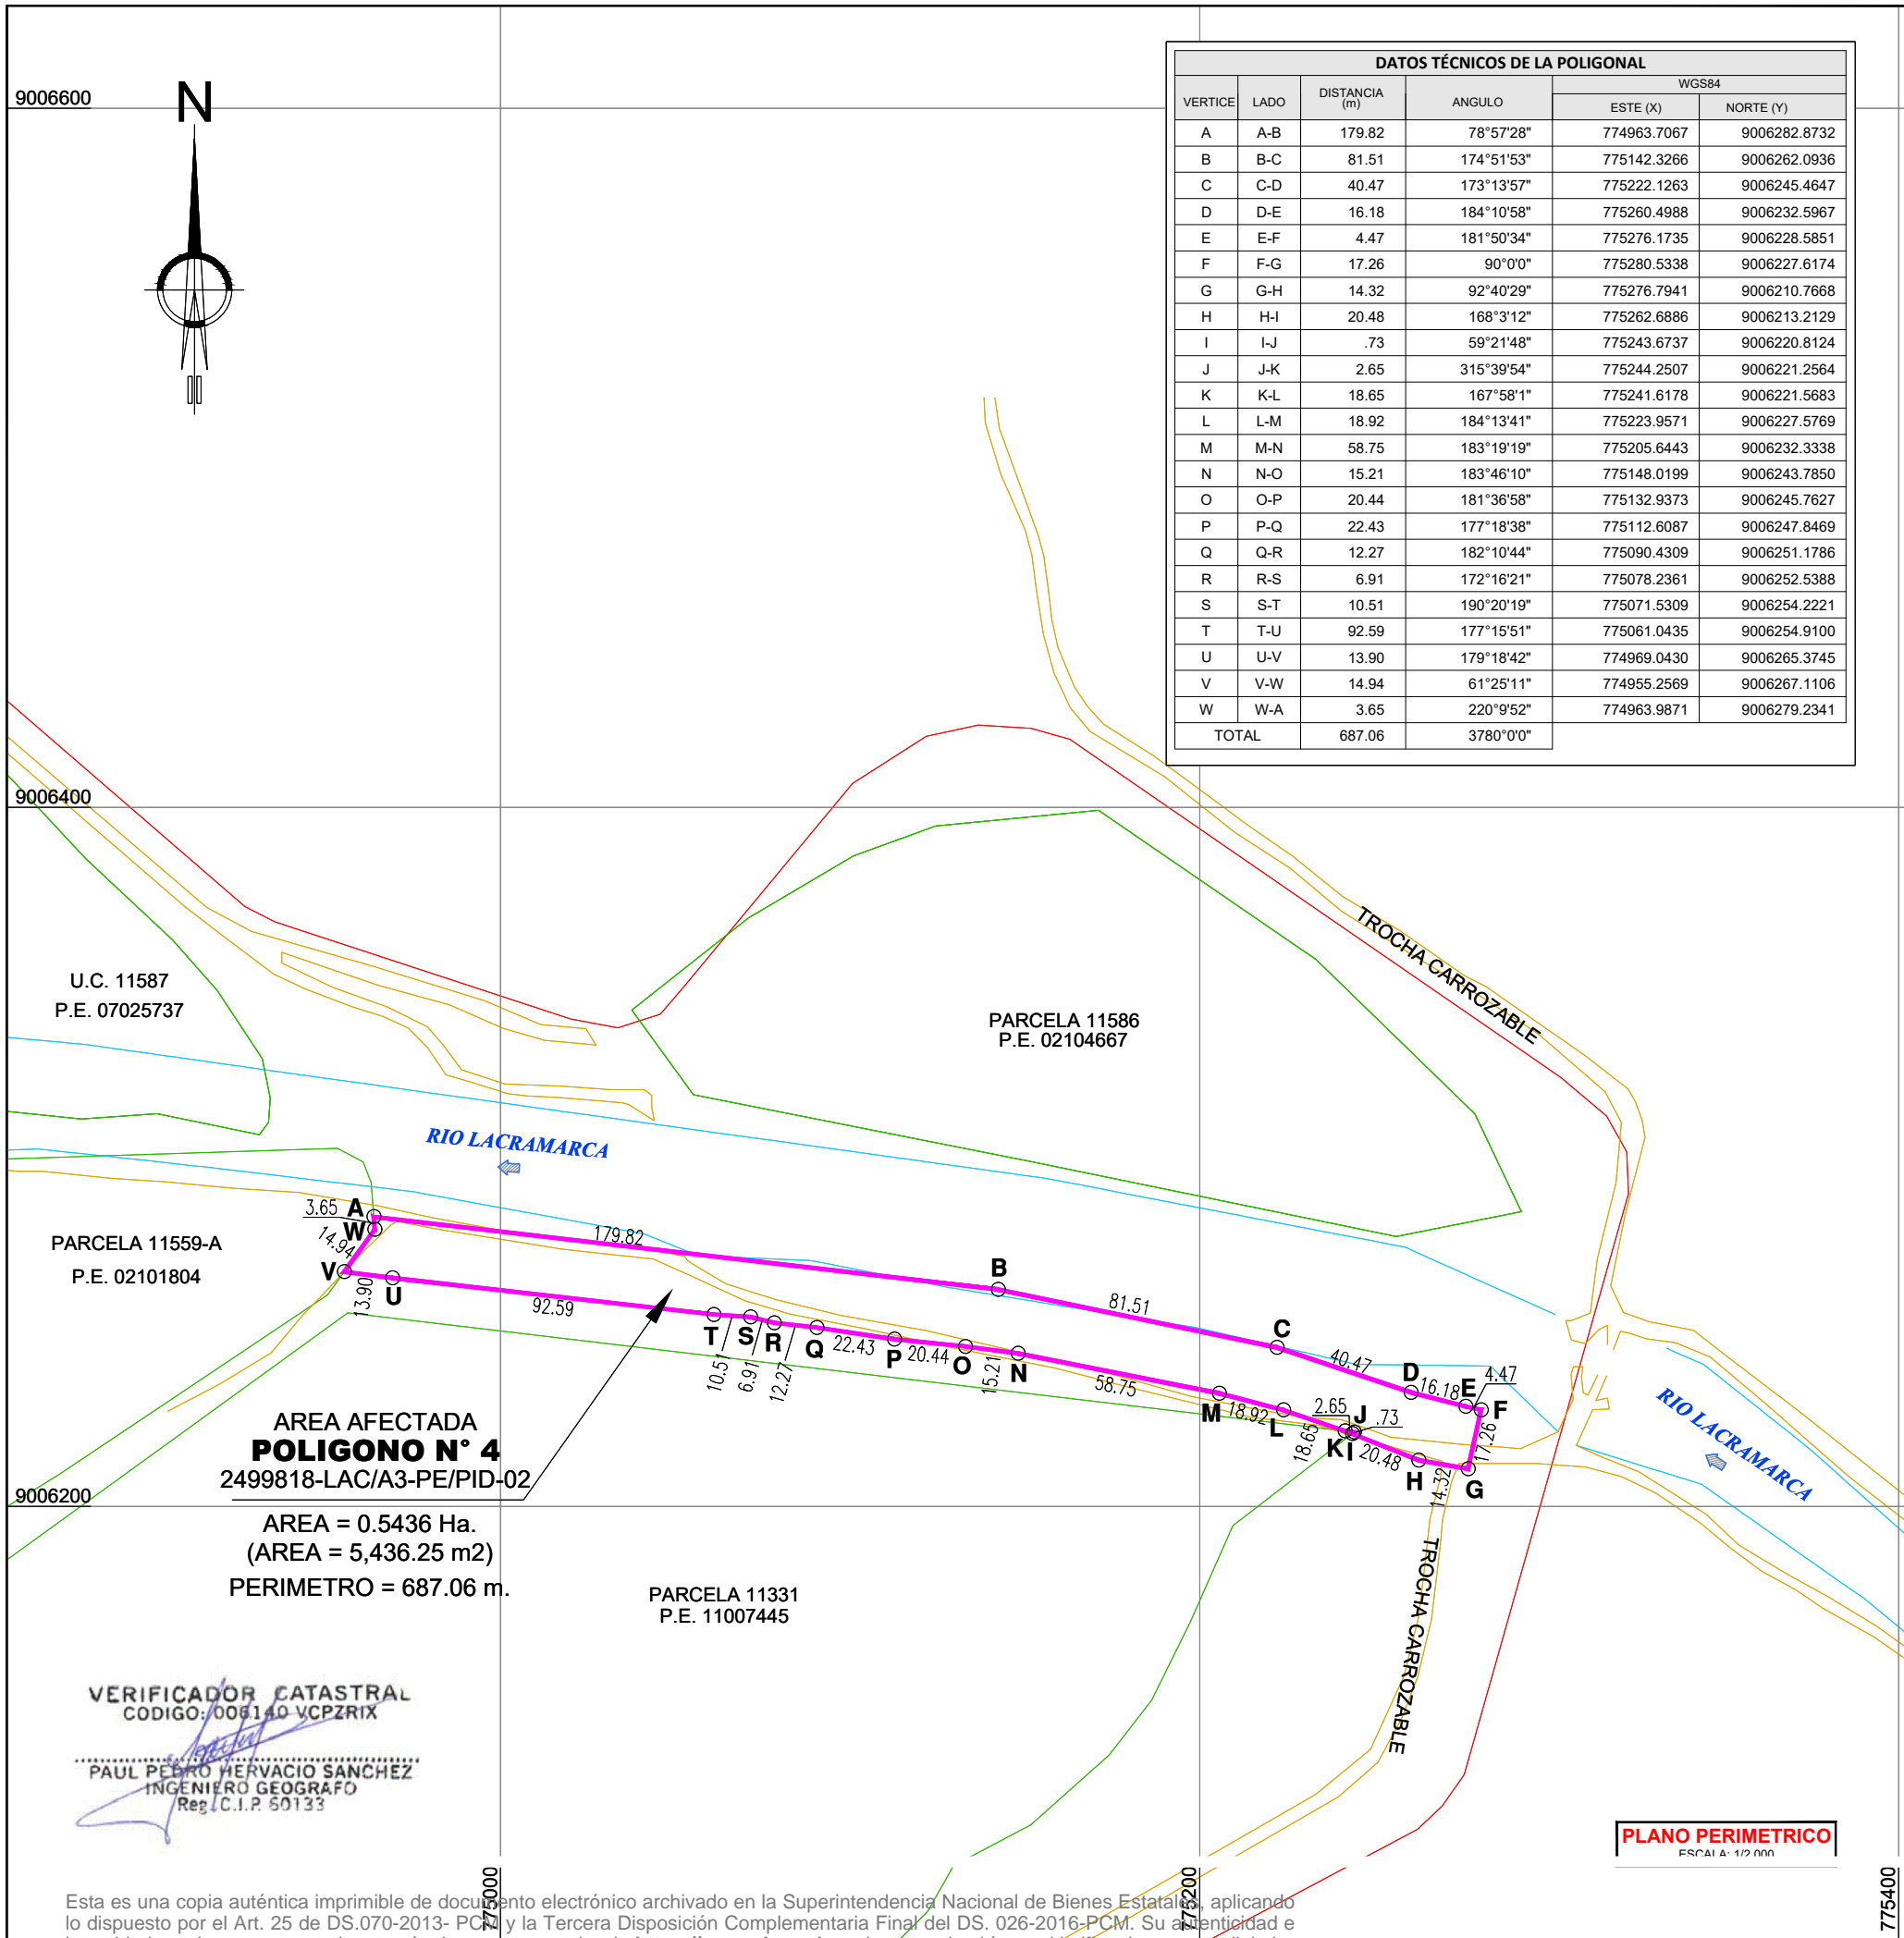 N
9006600
9006400
9006200
775000
775200
775400
DATOS TÉCNICOS DE LA POLIGONAL
VERTICE LADO DISTANCIA (m) ANGULO WGS84
ESTE (X) NORTE (Y)
A A-B 179.82 78°57'28" 774963.7067 9006282.8732
B B-C 81.51 174°51'53" 775142.3266 9006262.0936
C C-D 40.47 173°13'57" 775222.1263 9006245.4647
D D-E 16.18 184°10'58" 775260.4988 9006232.5967
E E-F 4.47 181°50'34" 775276.1735 9006228.5851
F F-G 17.26 90°0'0" 775280.5338 9006227.6174
G G-H 14.32 92°40'29" 775276.7941 9006210.7668
H H-I 20.48 168°3'12" 775262.6886 9006213.2129
I I-J .73 59°21'48" 775243.6737 9006220.8124
J J-K 2.65 315°39'54" 775244.2507 9006221.2564
K K-L 18.65 167°58'1" 775241.6178 9006221.5683
L L-M 18.92 184°13'41" 775223.9571 9006227.5769
M M-N 58.75 183°19'19" 775205.6443 9006232.3338
N N-O 15.21 183°46'10" 775148.0199 9006243.7850
O O-P 20.44 181°36'58" 775132.9373 9006245.7627
P P-Q 22.43 177°18'38" 775112.6087 9006247.8469
Q Q-R 12.27 182°10'44" 775090.4309 9006251.1786
R R-S 6.91 172°16'21" 775078.2361 9006252.5388
S S-T 10.51 190°20'19" 775071.5309 9006254.2221
T T-U 92.59 177°15'51" 775061.0435 9006254.9100
U U-V 13.90 179°18'42" 774969.0430 9006265.3745
V V-W 14.94 61°25'11" 774955.2569 9006267.1106
W W-A 3.65 220°9'52" 774963.9871 9006279.2341
TOTAL 687.06 3780°0'0"
TROCHA CARROZABLE
U.C. 11587
P.E. 07025737
PARCELA 11586
P.E. 02104667
RIO LACRAMARCA
PARCELA 11559-A
P.E. 02101804
3.65
A
W
14.94
V
13.90
U
179.82
92.59
B
81.51
C
40.47
D
16.18
E
4.47
F
17.26
G
14.32
H
20.48
I
.73
J
2.65
K
18.65
L
18.92
M
58.75
N
15.21
O
20.44
P
22.43
Q
12.27
R
6.91
S
10.51
T
RIO LACRAMARCA
TROCHA CARROZABLE
AREA AFECTADA
POLIGONO N° 4
2499818-LAC/A3-PE/PID-02
AREA = 0.5436 Ha.
(AREA = 5,436.25 m2)
PERIMETRO = 687.06 m.
PARCELA 11331
P.E. 11007445
VERIFICADOR CATASTRAL
CODIGO: 006140 VCPZRIX
PAUL PEDRO HERVACIO SANCHEZ
INGENIERO GEOGRAFO
Reg. C.I.P. 60133
PLANO PERIMETRICO
ESCALA: 1/2,000
Esta es una copia auténtica imprimible de documento electrónico archivado en la Superintendencia Nacional de Bienes Estatales, aplicando
lo dispuesto por el Art. 25 de DS.070-2013- PCM y la Tercera Disposición Complementaria Final del DS. 026-2016-PCM. Su autenticidad e